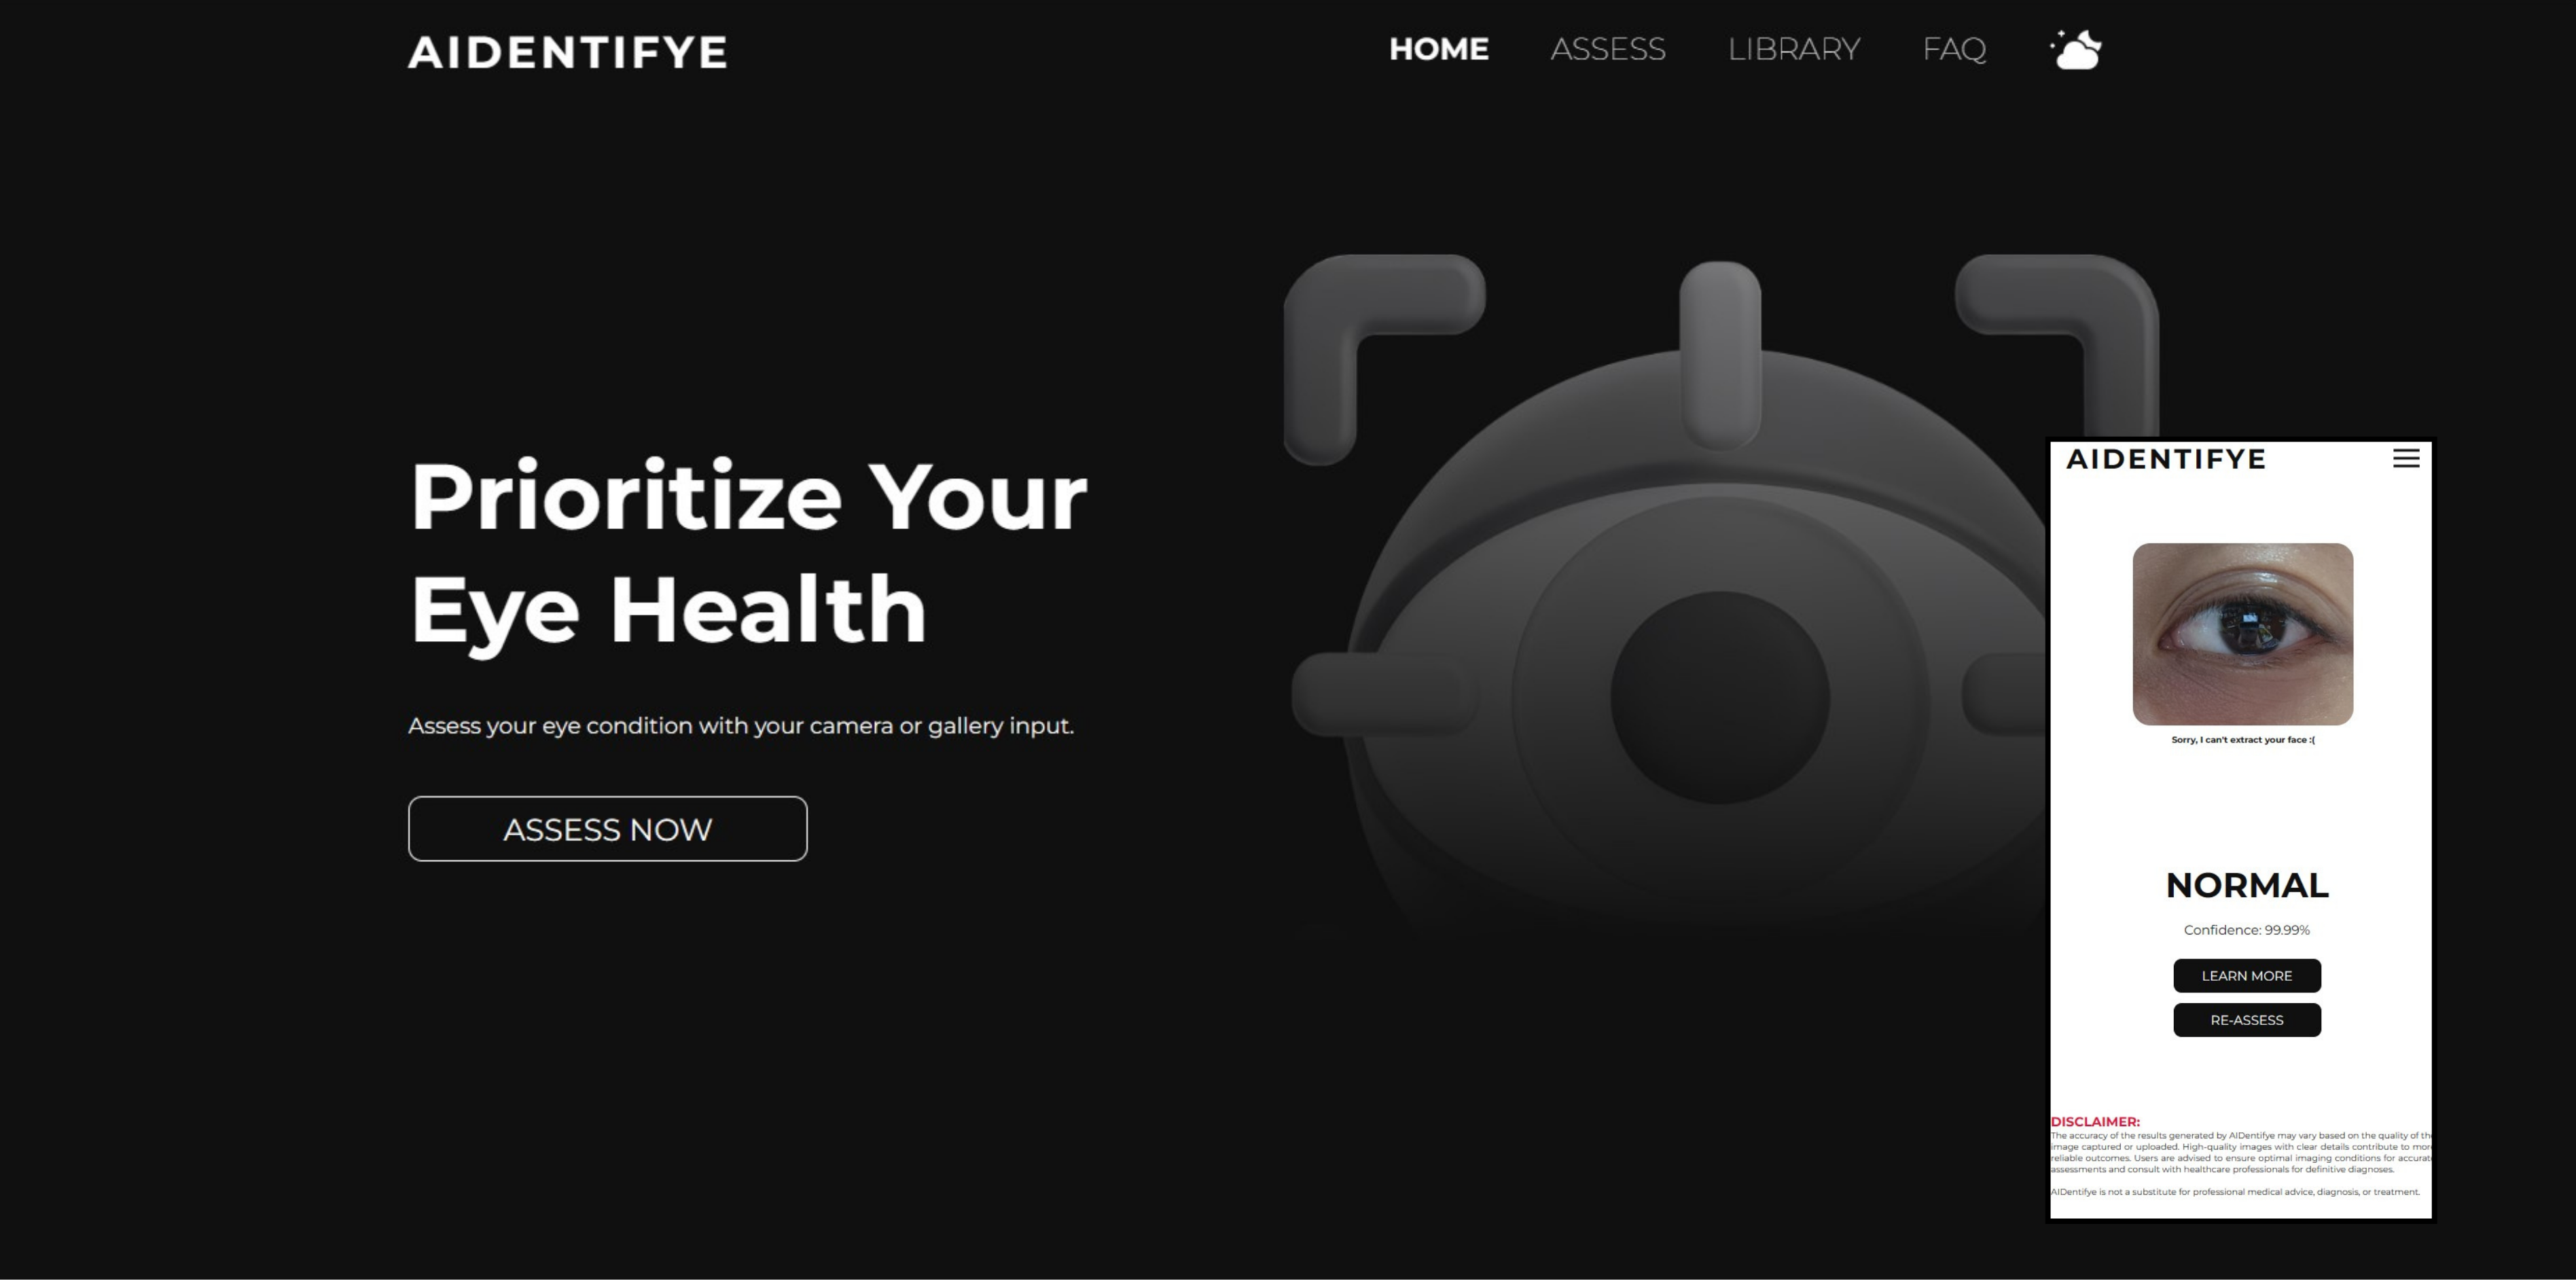 AIDENTIFYE
HOME ASSESS LIBRARY FAQ
Prioritize Your
Eye Health
Assess your eye condition with your camera or gallery input.
ASSESS NOW
AIDENTIFYE
Sorry, I can't extract your face :(
NORMAL
Confidence: 99.99%
LEARN MORE
RE-ASSESS
DISCLAIMER:
The accuracy of the results generated by AIDentifye may vary based on the quality of th
image captured or uploaded. High-quality images with clear details contribute to mor
reliable outcomes. Users are advised to ensure optimal imaging conditions for accurat
assessments and consult with healthcare professionals for definitive diagnoses.
AIDentifye is not a substitute for professional medical advice, diagnosis, or treatment.